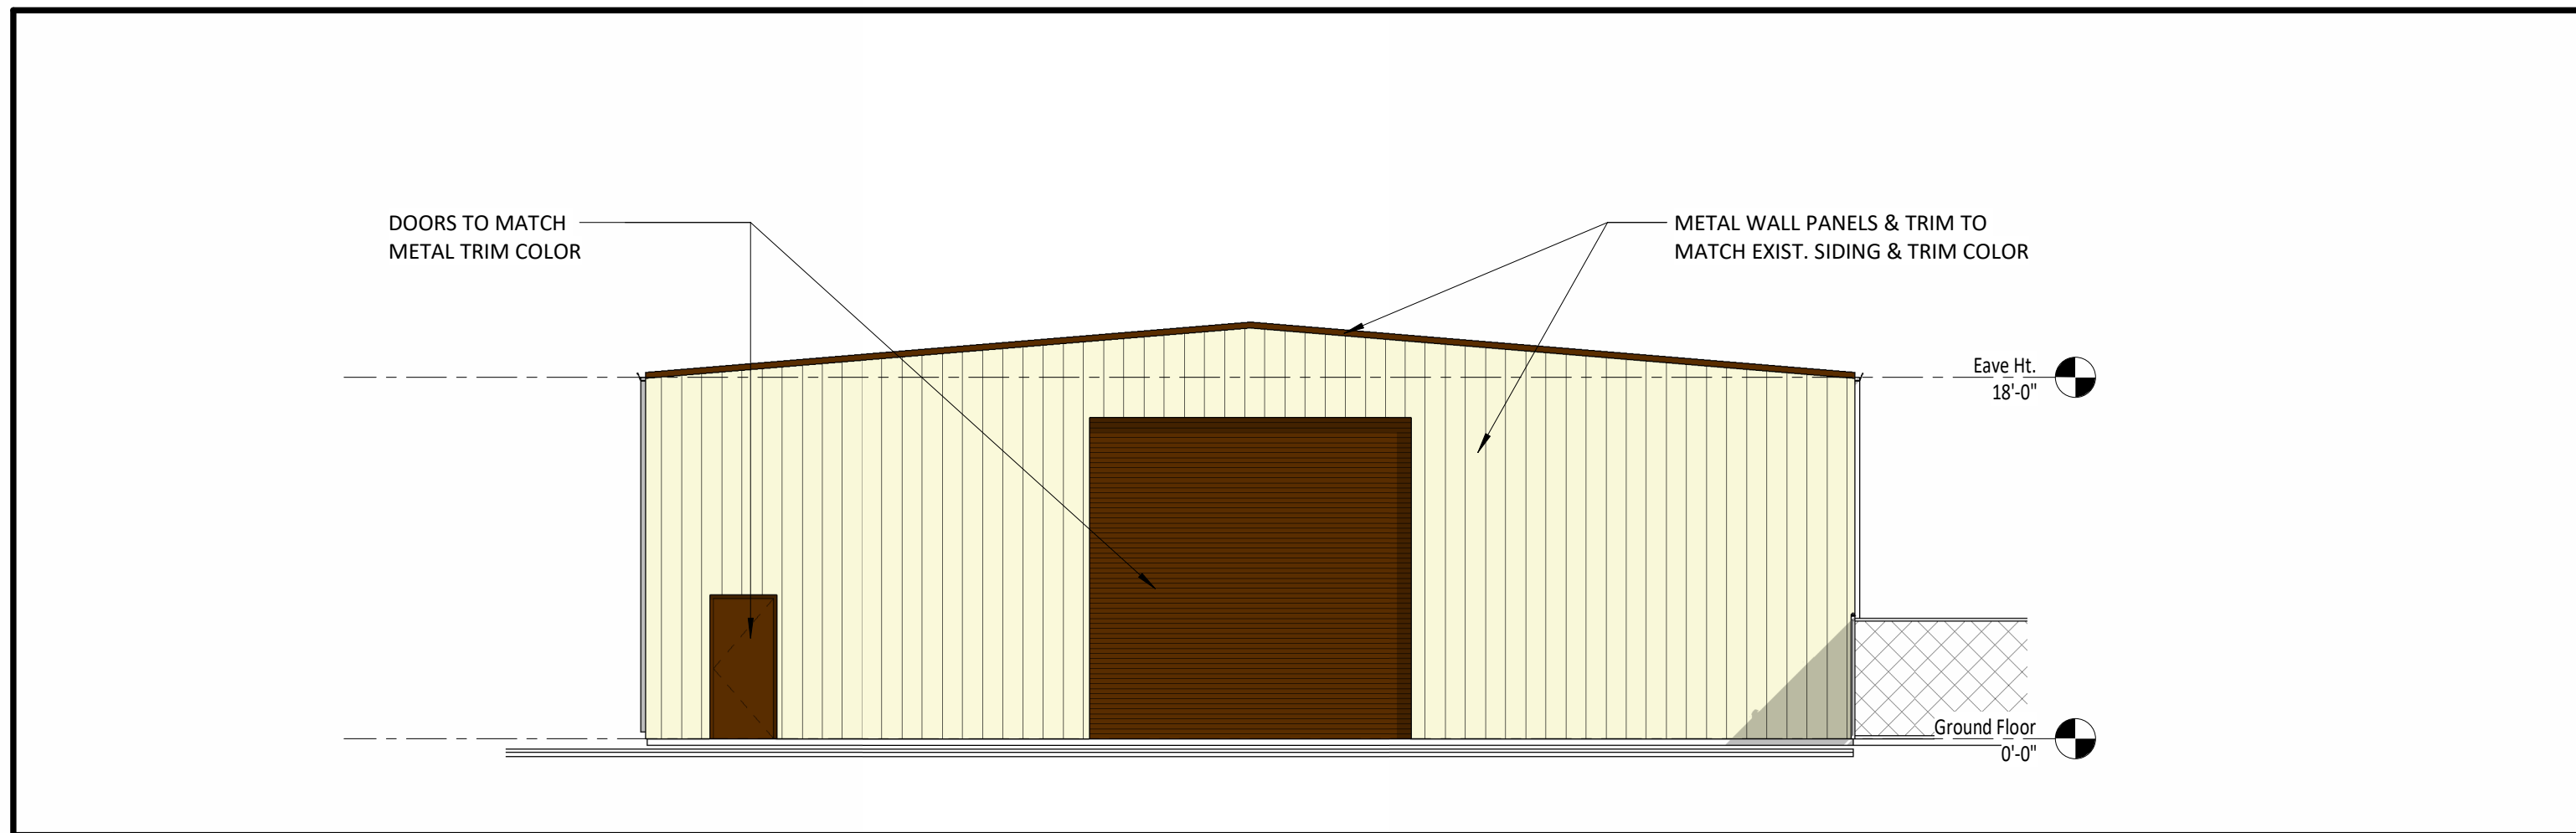 DOORS TO MATCH
METAL TRIM COLOR
METAL WALL PANELS & TRIM TO
MATCH EXIST. SIDING & TRIM COLOR
Eave Ht.
18'-0"
Ground Floor
0'-0"